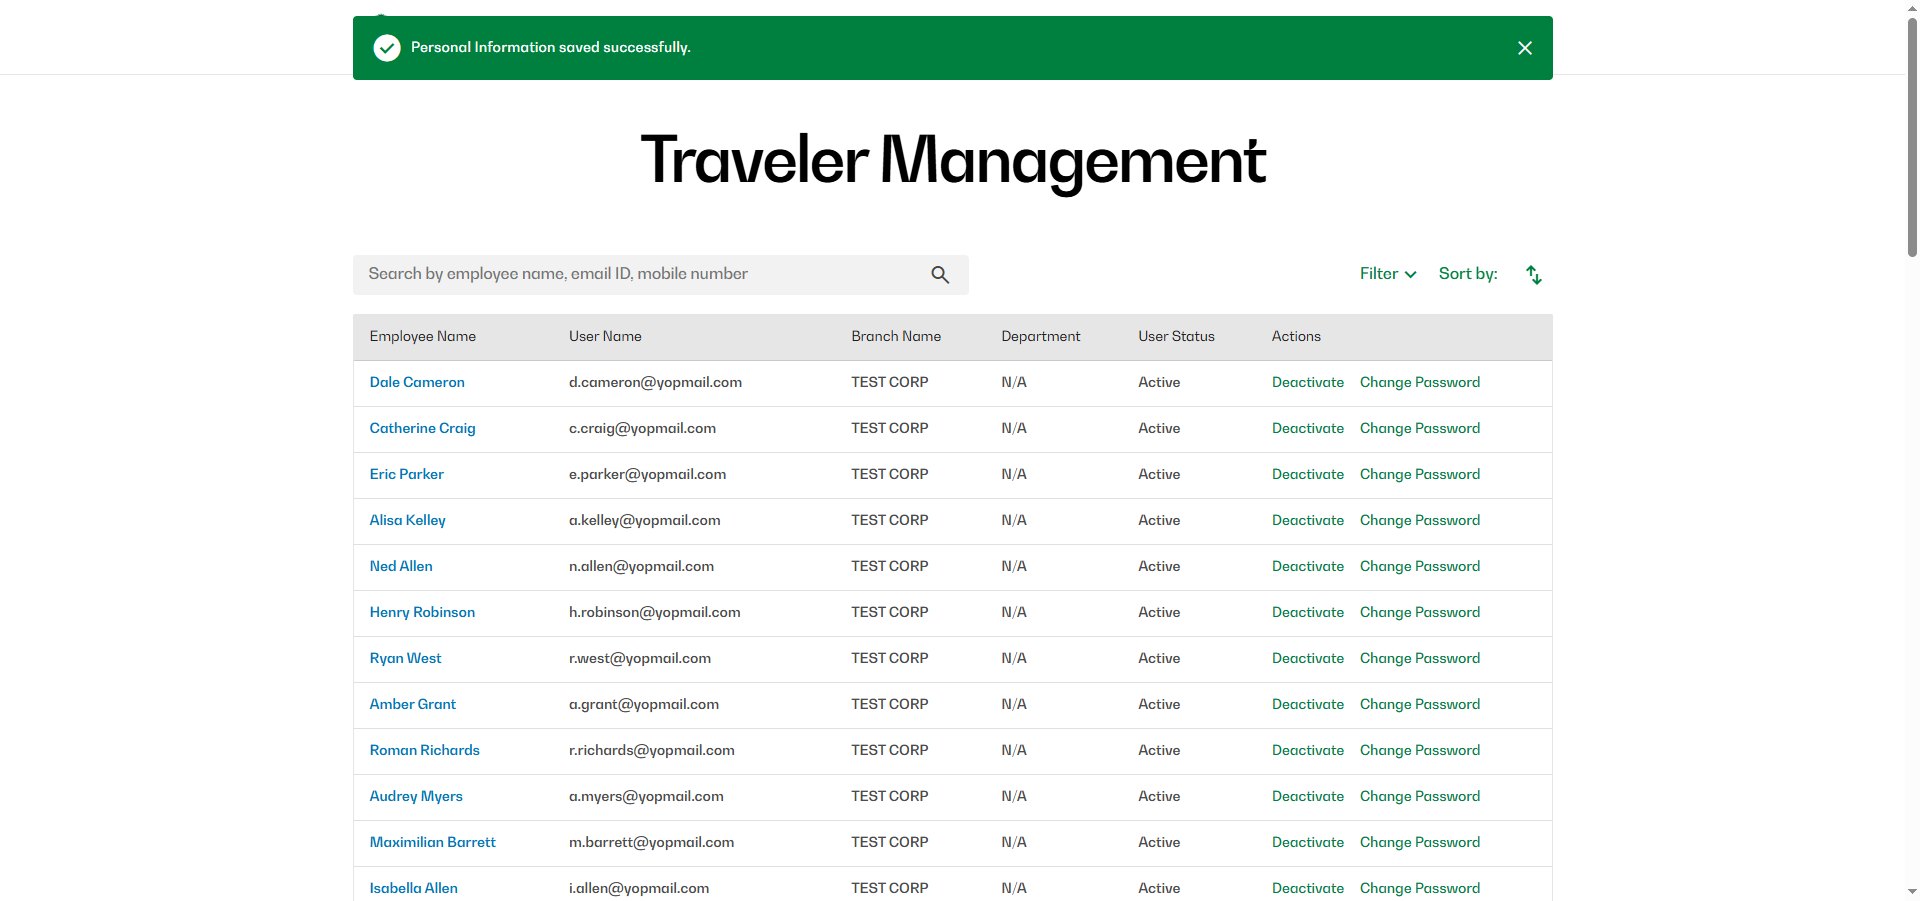 Personal Information saved successfully.
Traveler Management
Search by employee name, email ID, mobile number
Filter Sort by:
Employee Name User Name Branch Name Department User Status Actions
Dale Cameron d.cameron@yopmail.com TEST CORP N/A Active Deactivate Change Password
Catherine Craig c.craig@yopmail.com TEST CORP N/A Active Deactivate Change Password
Eric Parker e.parker@yopmail.com TEST CORP N/A Active Deactivate Change Password
Alisa Kelley a.kelley@yopmail.com TEST CORP N/A Active Deactivate Change Password
Ned Allen n.allen@yopmail.com TEST CORP N/A Active Deactivate Change Password
Henry Robinson h.robinson@yopmail.com TEST CORP N/A Active Deactivate Change Password
Ryan West r.west@yopmail.com TEST CORP N/A Active Deactivate Change Password
Amber Grant a.grant@yopmail.com TEST CORP N/A Active Deactivate Change Password
Roman Richards r.richards@yopmail.com TEST CORP N/A Active Deactivate Change Password
Audrey Myers a.myers@yopmail.com TEST CORP N/A Active Deactivate Change Password
Maximilian Barrett m.barrett@yopmail.com TEST CORP N/A Active Deactivate Change Password
Isabella Allen i.allen@yopmail.com TEST CORP N/A Active Deactivate Change Password